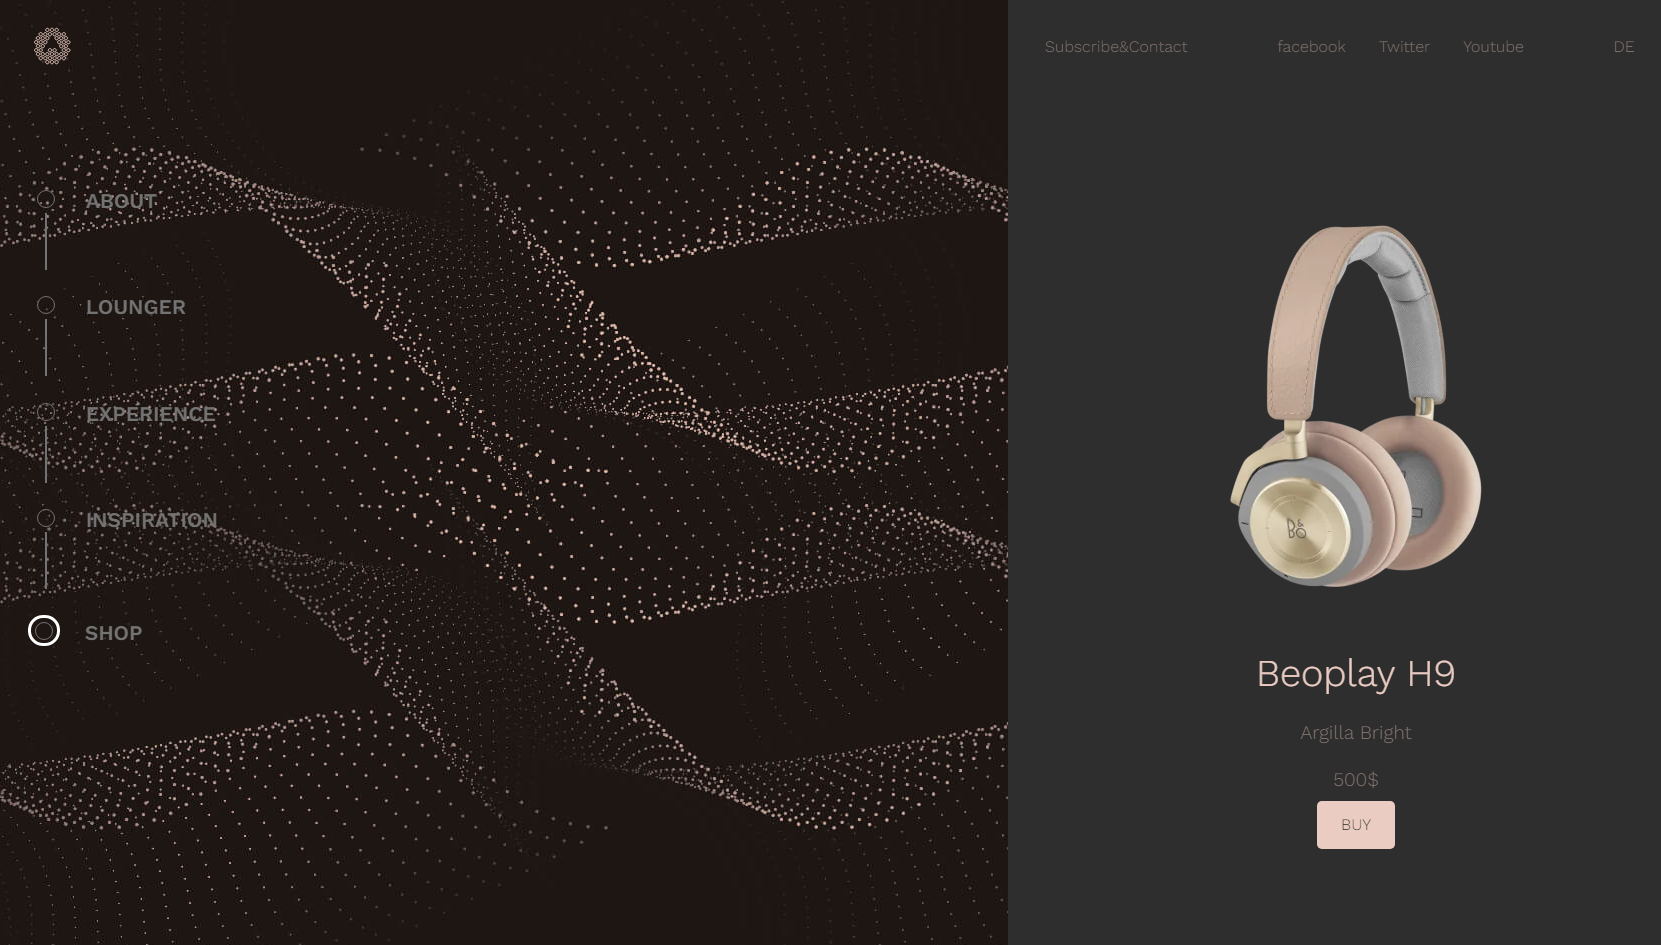 Subscribe&Contact
facebook
Twitter
Youtube
DE
ABOUT
LOUNGER
EXPERIENCE
INSPIRATION
SHOP
B&O
Beoplay H9
Argilla Bright
500$
BUY